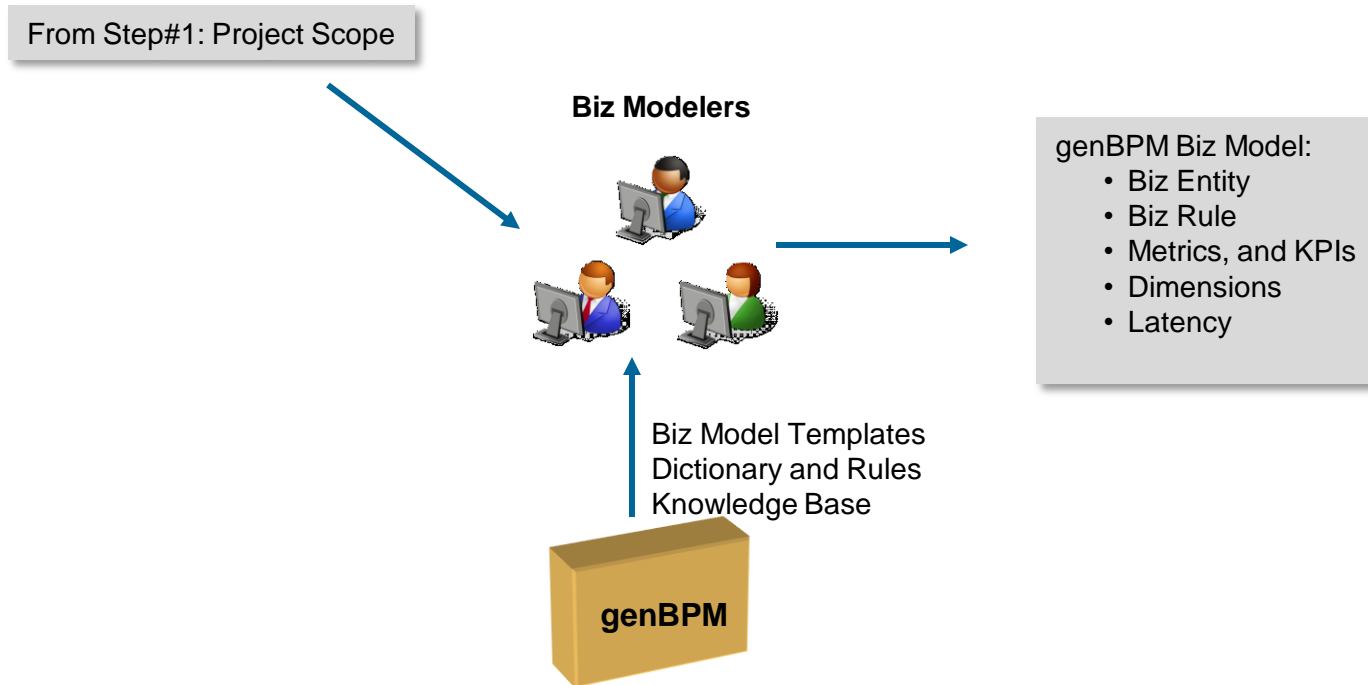 From Step#1: Project Scope
Biz Modelers
genBPM Biz Model:
• Biz Entity
• Biz Rule
• Metrics, and KPIs
• Dimensions
• Latency
Biz Model Templates
Dictionary and Rules
Knowledge Base
genBPM